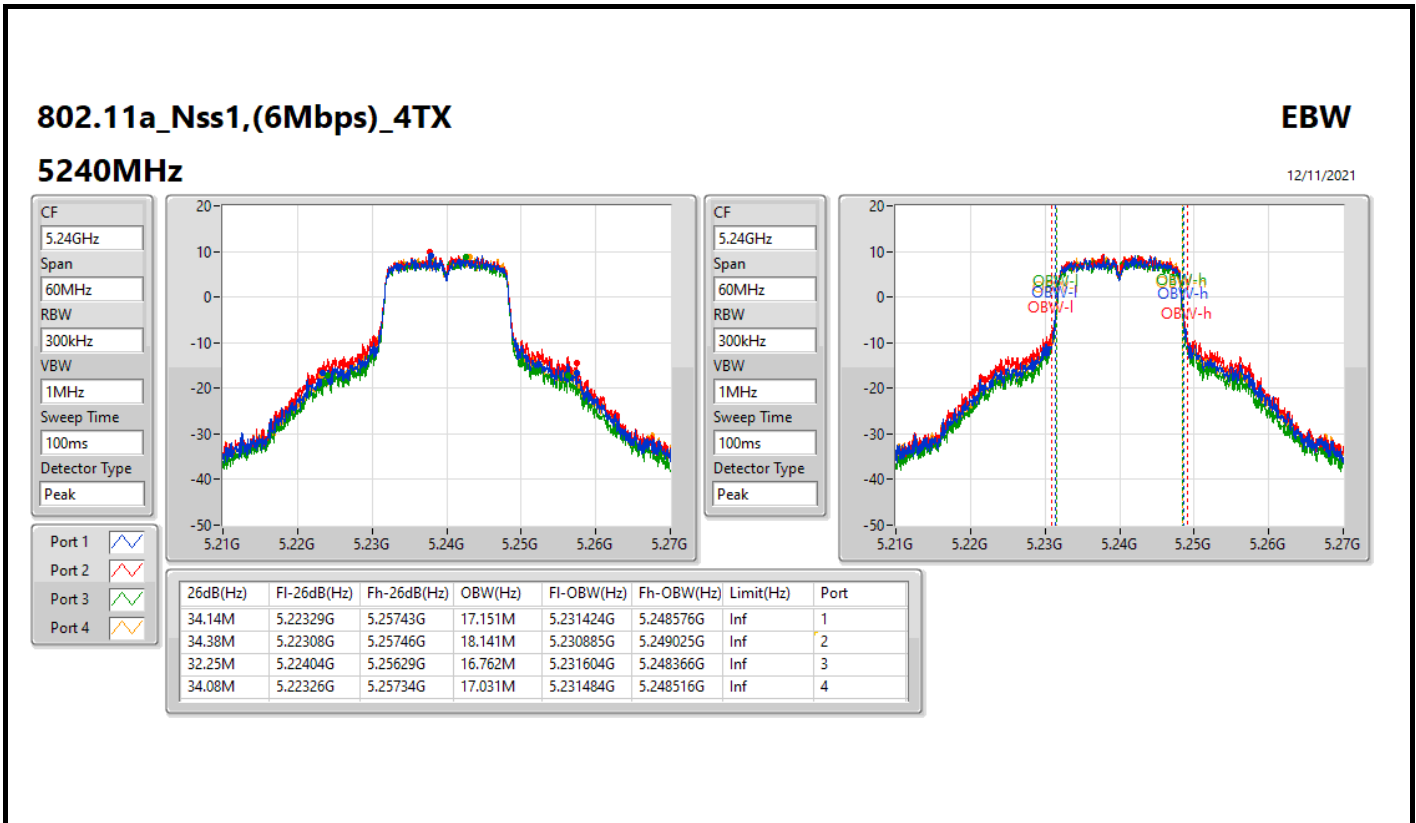 802.11a_Nss1,(6Mbps)_4TX
EBW
5240MHz
12/11/2021
CF
5.24GHz
Span
60MHz
RBW
300kHz
VBW
1MHz
Sweep Time
100ms
Detector Type
Peak
20
10
0
-10
-20
-30
-40
-50
5.21G 5.22G 5.23G 5.24G 5.25G 5.26G 5.27G
CF
5.24GHz
Span
60MHz
RBW
300kHz
VBW
1MHz
Sweep Time
100ms
Detector Type
Peak
20
10
0
-10
-20
-30
-40
-50
OBW-l
OBW-h
OBW-l
OBW-h
OBW-l
OBW-h
5.21G 5.22G 5.23G 5.24G 5.25G 5.26G 5.27G
Port 1
Port 2
Port 3
Port 4
26dB(Hz) Fl-26dB(Hz) Fh-26dB(Hz) OBW(Hz) Fl-OBW(Hz) Fh-OBW(Hz) Limit(Hz) Port
34.14M 5.22329G 5.25743G 17.151M 5.231424G 5.248576G Inf 1
34.38M 5.22308G 5.25746G 18.141M 5.230885G 5.249025G Inf 2
32.25M 5.22404G 5.25629G 16.762M 5.231604G 5.248366G Inf 3
34.08M 5.22326G 5.25734G 17.031M 5.231484G 5.248516G Inf 4